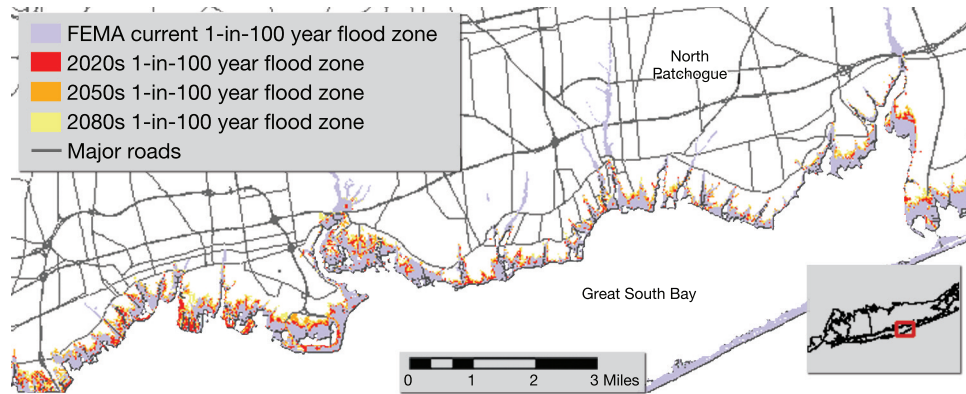 FEMA current 1-in-100 year flood zone
2020s 1-in-100 year flood zone
2050s 1-in-100 year flood zone
2080s 1-in-100 year flood zone
Major roads
North
Patchogue
Great South Bay
0 1 2 3 Miles